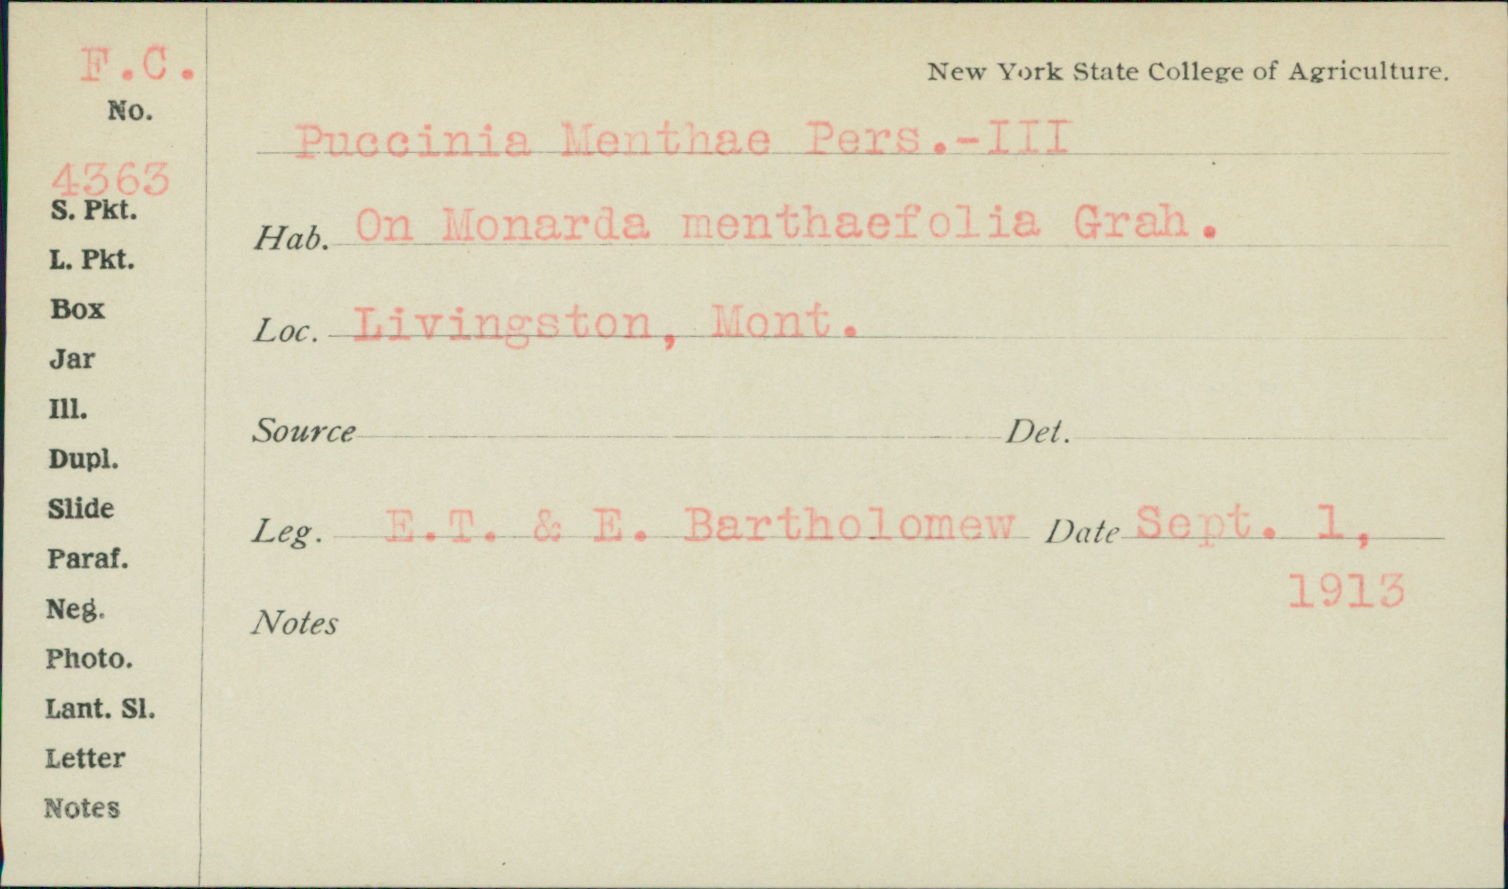 F.C.
No.
4363
S. Pkt.
L. Pkt.
Box
Jar
Ill.
Dupl.
Slide
Paraf.
Neg.
Photo.
Lant. Sl.
Letter
Notes
New York State College of Agriculture.
Puccinia Menthae Pers.-III
Hab. On Monarda menthaefolia Grah.
Loc. Livingston, Mont.
Source Det.
Leg. E.T. & E. Bartholomew Date Sept. 1,
1913
Notes